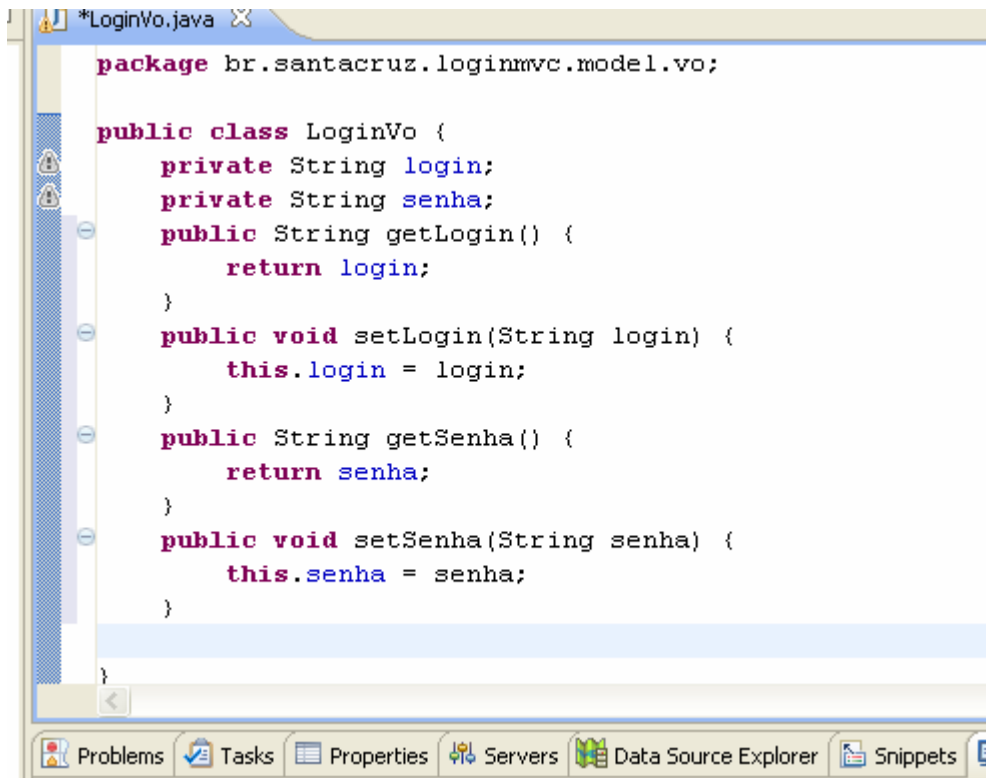 *LoginVo.java
package br.santacruz.loginmvc.model.vo;
public class LoginVo {
private String login;
private String senha;
public String getLogin() {
return login;
}
public void setLogin(String login) {
this.login = login;
}
public String getSenha() {
return senha;
}
public void setSenha(String senha) {
this.senha = senha;
}
}
Problems Tasks Properties Servers Data Source Explorer Snippets